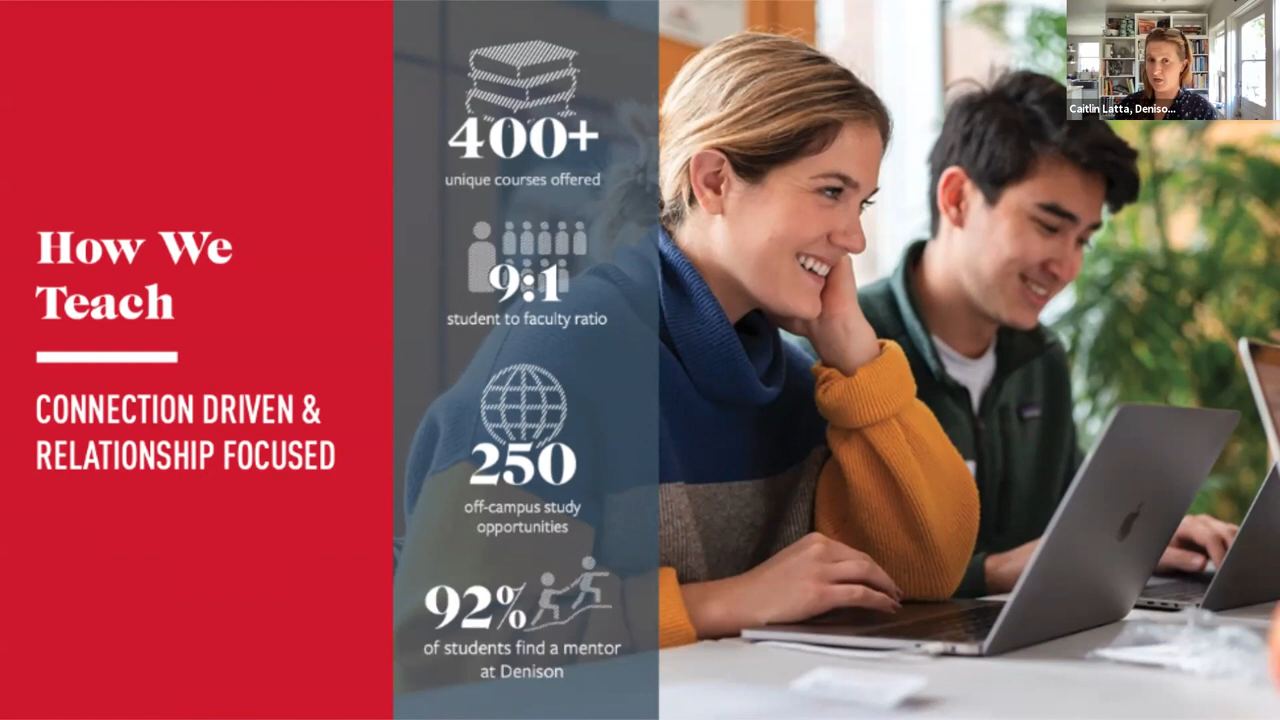 How We
Teach
CONNECTION DRIVEN &
RELATIONSHIP FOCUSED
400+
unique courses offered
9:1
student to faculty ratio
250
off-campus study
opportunities
92%
of students find a mentor
at Denison
Caitlin Latta, Deniso...